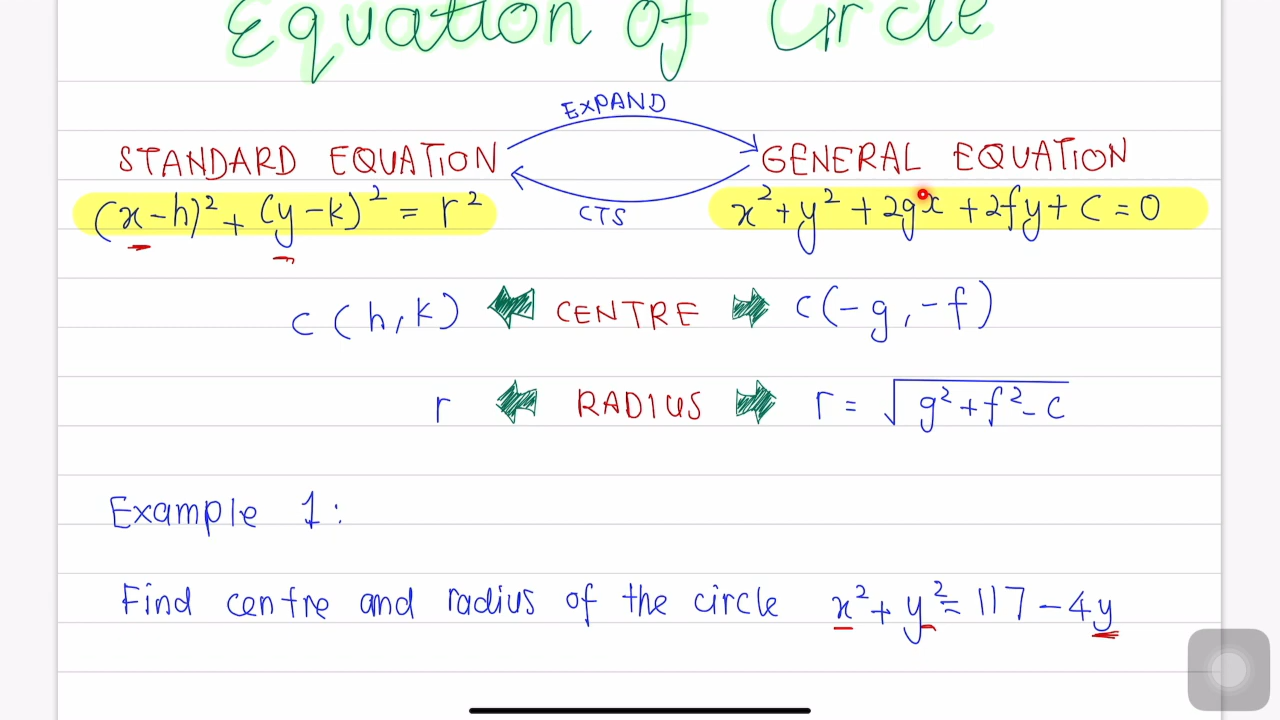 Equation of Circle
EXPAND
STANDARD EQUATION GENERAL EQUATION
CTS
(x-h)² + (y-k)² = r² x² + y² + 2gx + 2fy + c = 0
c(h,k) CENTRE c(-g,-f)
r RADIUS r = √g² + f² - c
Example 1:
Find centre and radius of the circle x² + y² = 117 - 4y